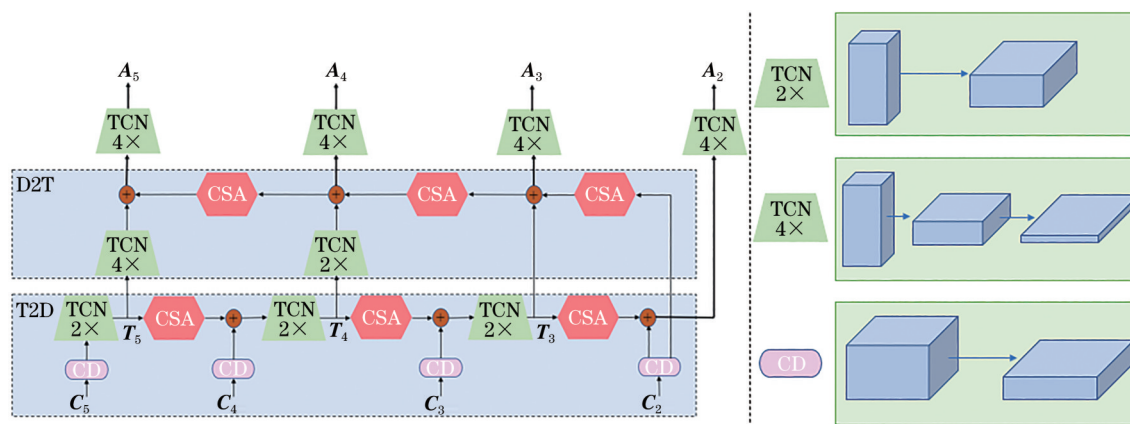 A₅ A₄ A₃ A₂
TCN
4×
TCN
4×
TCN
4×
TCN
4×
D2T
CSA
CSA
CSA
TCN
4×
TCN
2×
T2D
TCN
2×
T₅
CSA
TCN
2×
T₄
CSA
TCN
2×
T₃
CSA
CD
CD
CD
CD
C₅ C₄ C₃ C₂
TCN
2×
TCN
4×
CD